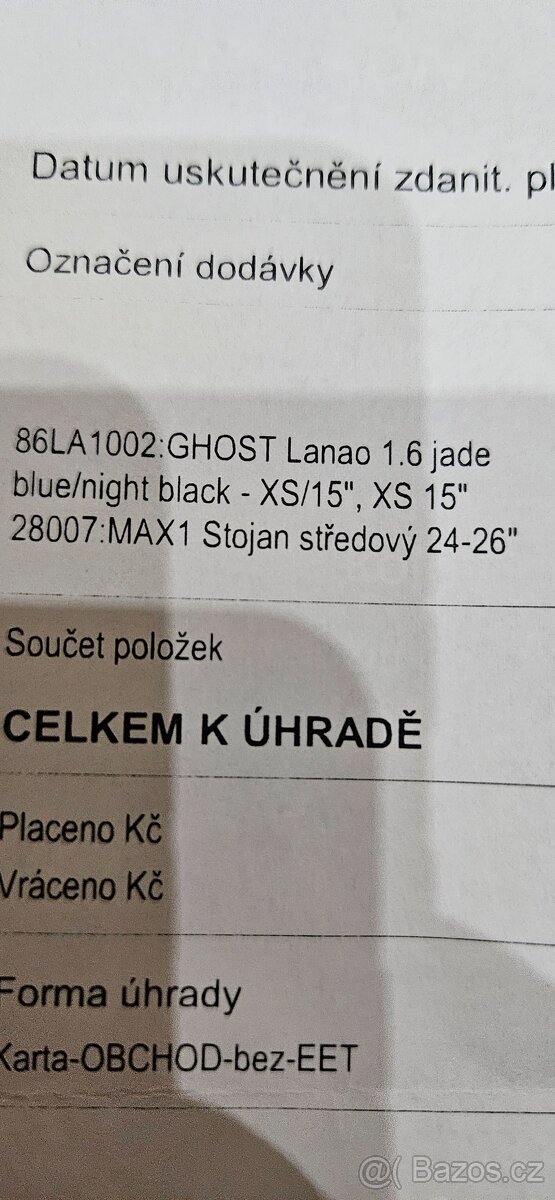 Datum uskutečnění zdanit.
Označení dodávky
86LA1002:GHOST Lanao 1.6 jade
blue/night black - XS/15", XS 15"
28007:MAX1 Stojan středový 24-26"
Součet položek
CELKEM K ÚHRADĚ
Placeno Kč
Vráceno Kč
Forma úhrady
Karta-OBCHOD-bez-EET
Bazos.cz